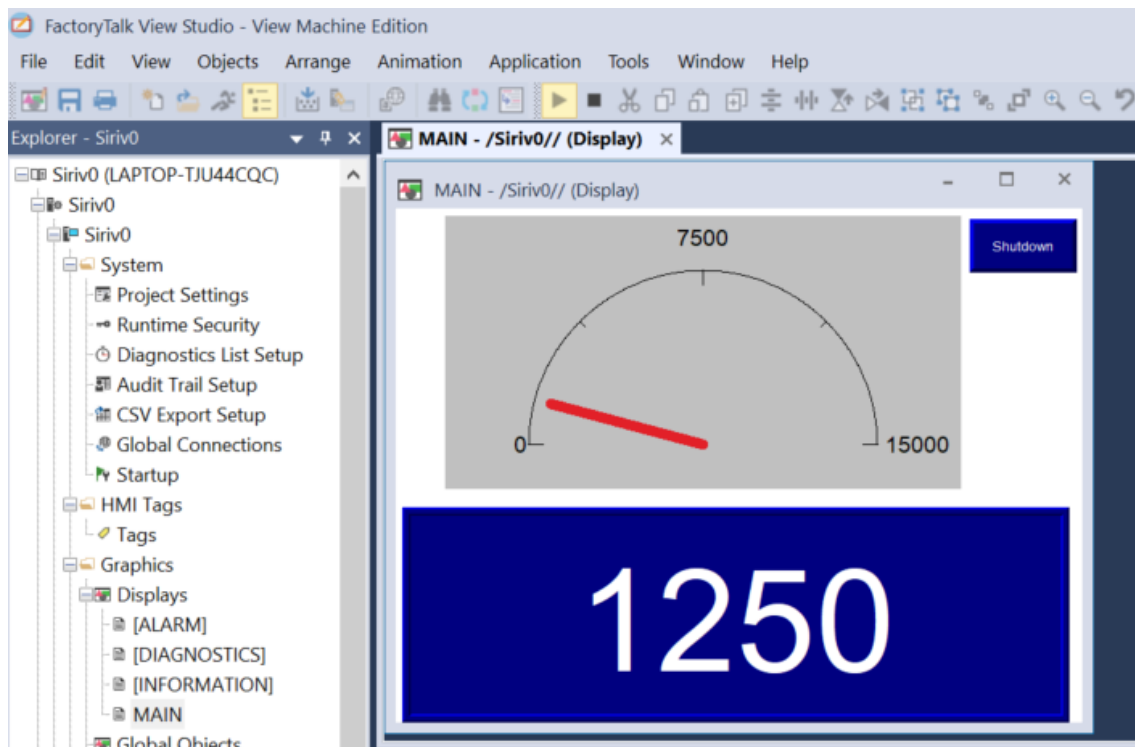 FactoryTalk View Studio - View Machine Edition
File Edit View Objects Arrange Animation Application Tools Window Help
Explorer - Siriv0
MAIN - /Siriv0// (Display)
Siriv0 (LAPTOP-TJU44CQC)
Siriv0
Siriv0
System
Project Settings
Runtime Security
Diagnostics List Setup
Audit Trail Setup
CSV Export Setup
Global Connections
Startup
HMI Tags
Tags
Graphics
Displays
[ALARM]
[DIAGNOSTICS]
[INFORMATION]
MAIN
Global Objects
MAIN - /Siriv0// (Display)
7500
Shutdown
0
15000
1250